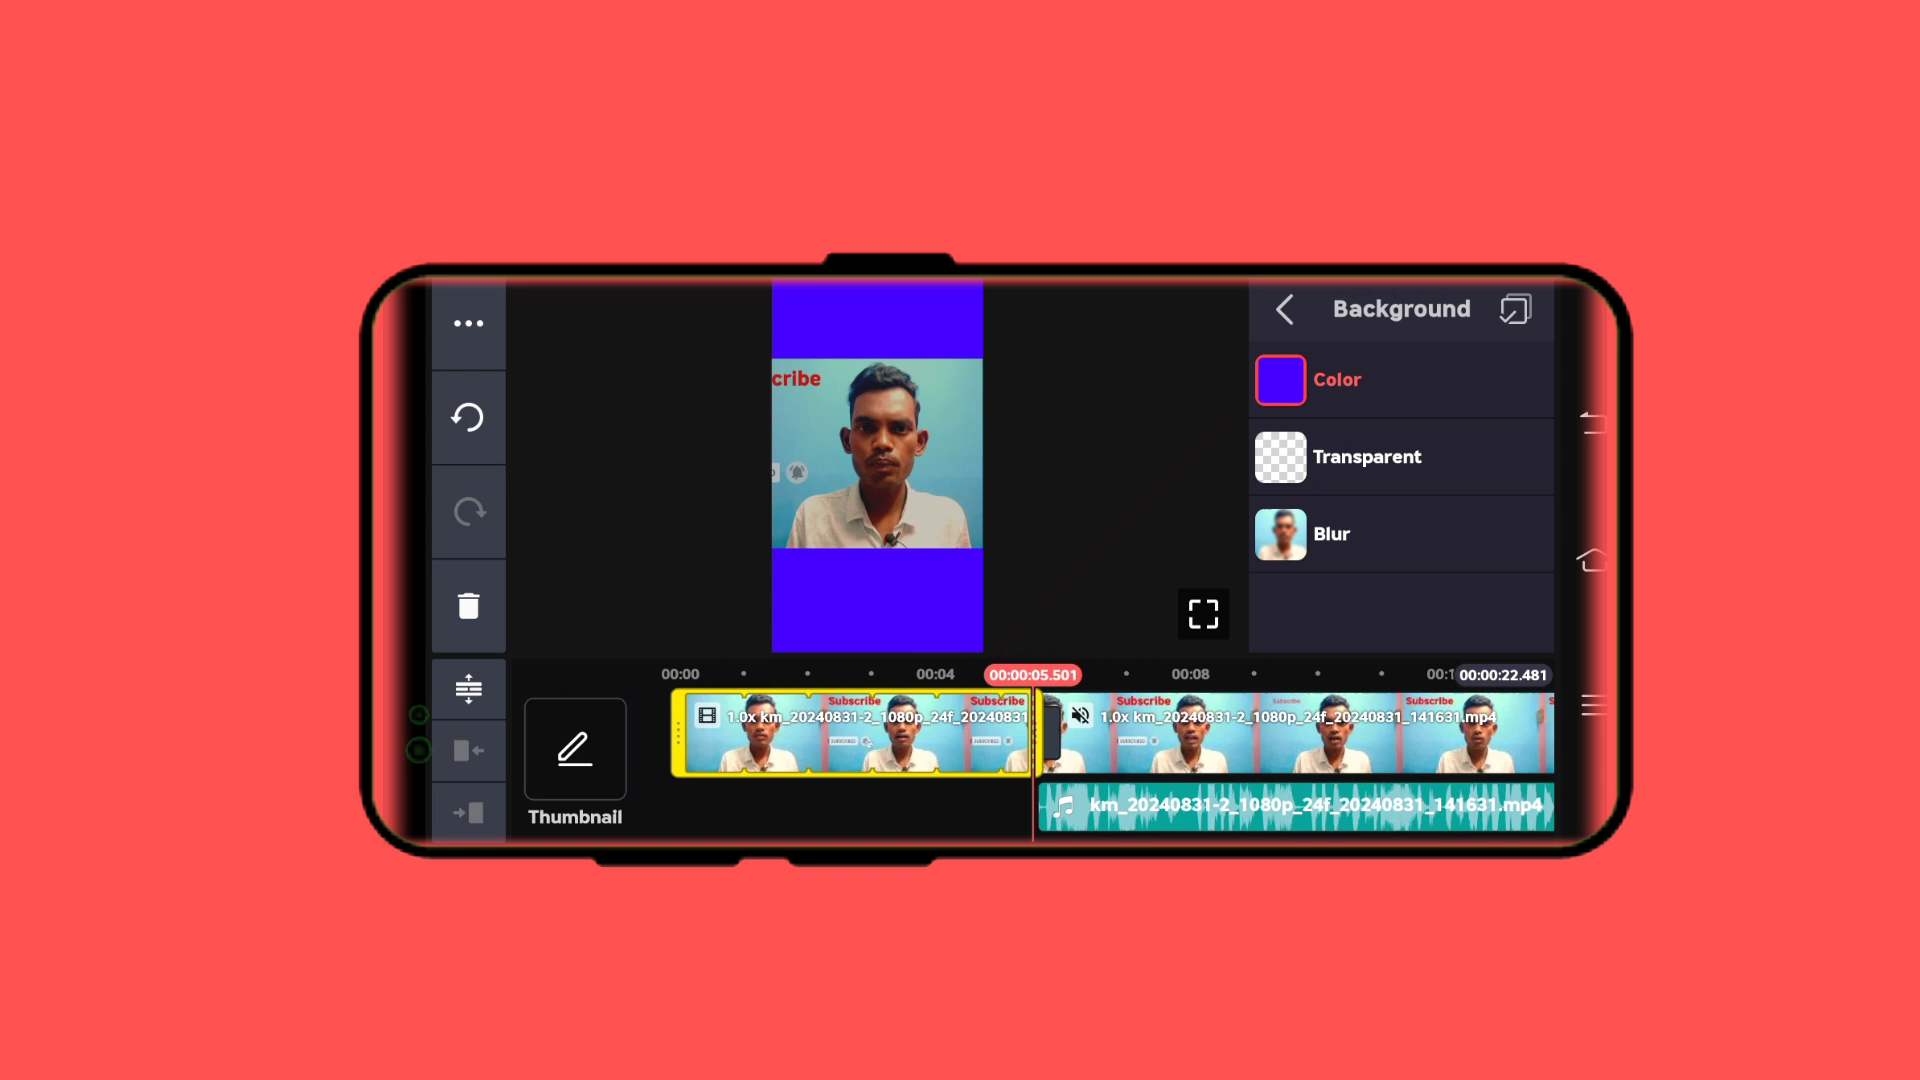 Background
Color
Transparent
Blur
cribe
00:00
00:04
00:00:05.501
00:08
00:1
00:00:22.481
Subscribe
Subscribe
Subscribe
Subscribe
Subscribe
1.0x km_20240831-2_1080p_24f_20240831
1.0x km_20240831-2_1080p_24f_20240831_141631.mp4
km_20240831-2_1080p_24f_20240831_141631.mp4
Thumbnail